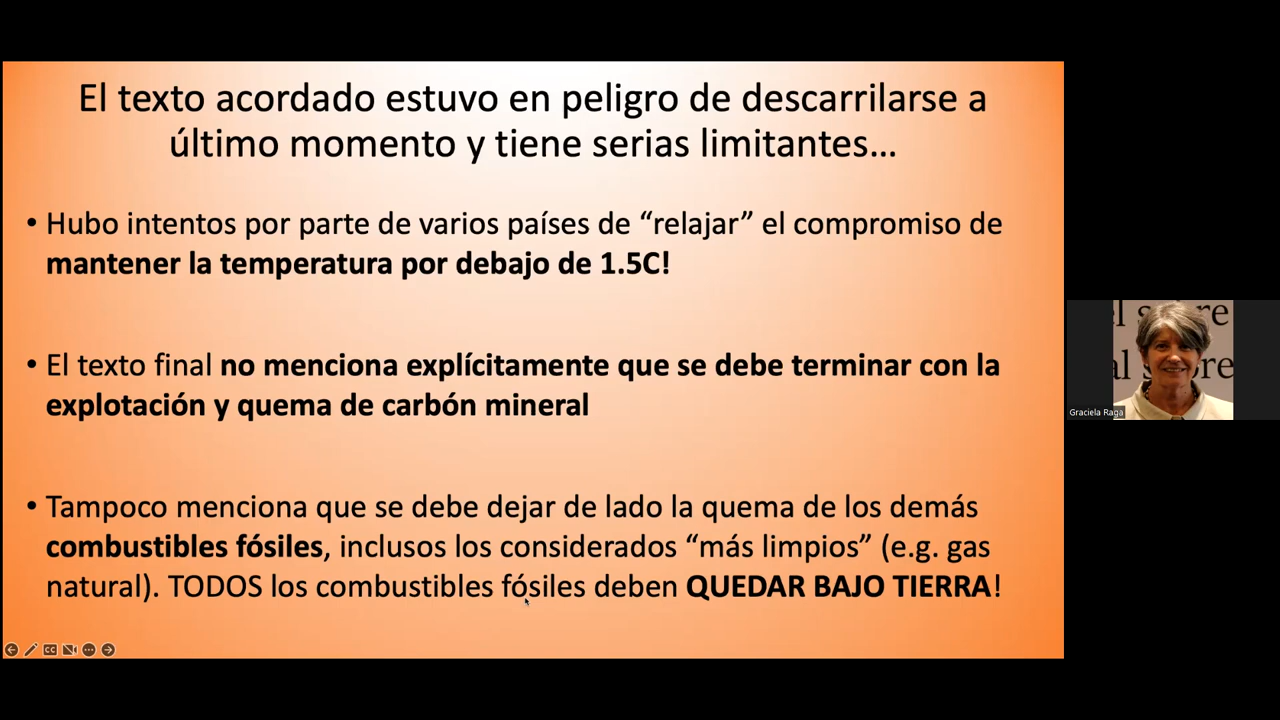 El texto acordado estuvo en peligro de descarrilarse a
último momento y tiene serias limitantes...
• Hubo intentos por parte de varios países de “relajar” el compromiso de
mantener la temperatura por debajo de 1.5C!
• El texto final no menciona explícitamente que se debe terminar con la
explotación y quema de carbón mineral
• Tampoco menciona que se debe dejar de lado la quema de los demás
combustibles fósiles, inclusos los considerados “más limpios” (e.g. gas
natural). TODOS los combustibles fósiles deben QUEDAR BAJO TIERRA!
CC
Graciela Raga